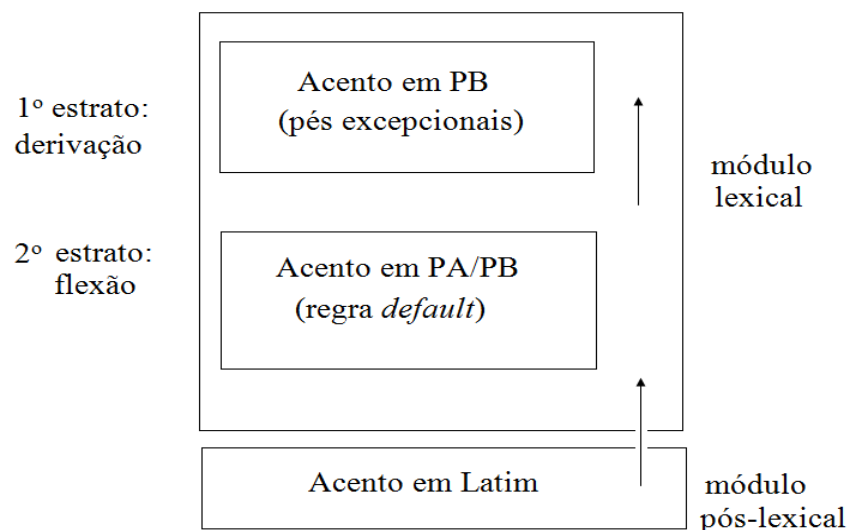 Acento em PB
(pés excepcionais)
1º estrato:
derivação
módulo
lexical
2º estrato:
flexão
Acento em PA/PB
(regra default)
Acento em Latim
módulo
pós-lexical